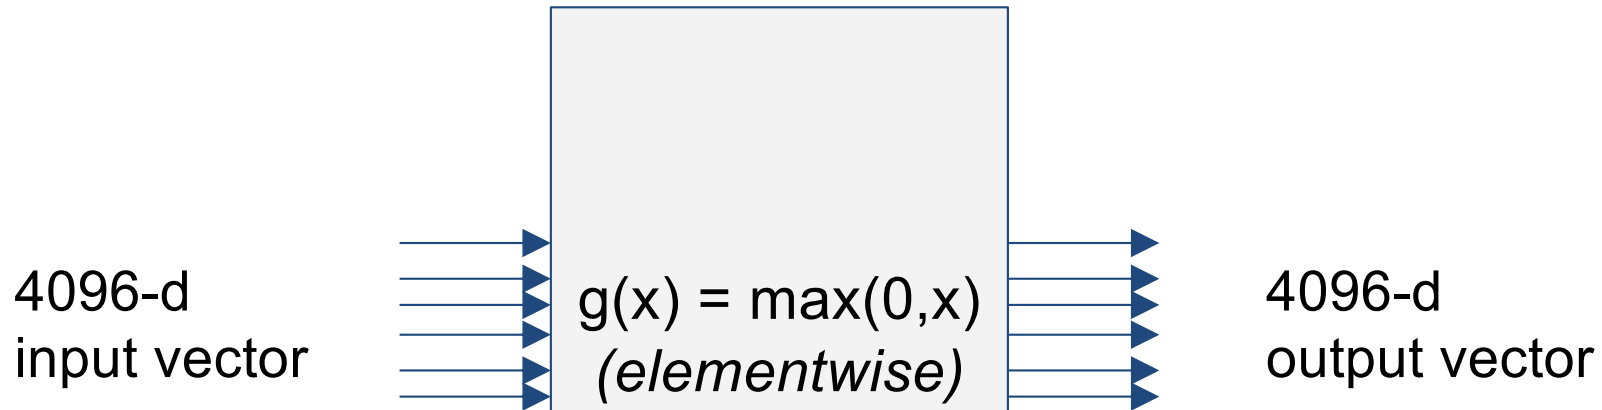 4096-d
input vector
g(x) = max(0,x)
(elementwise)
4096-d
output vector